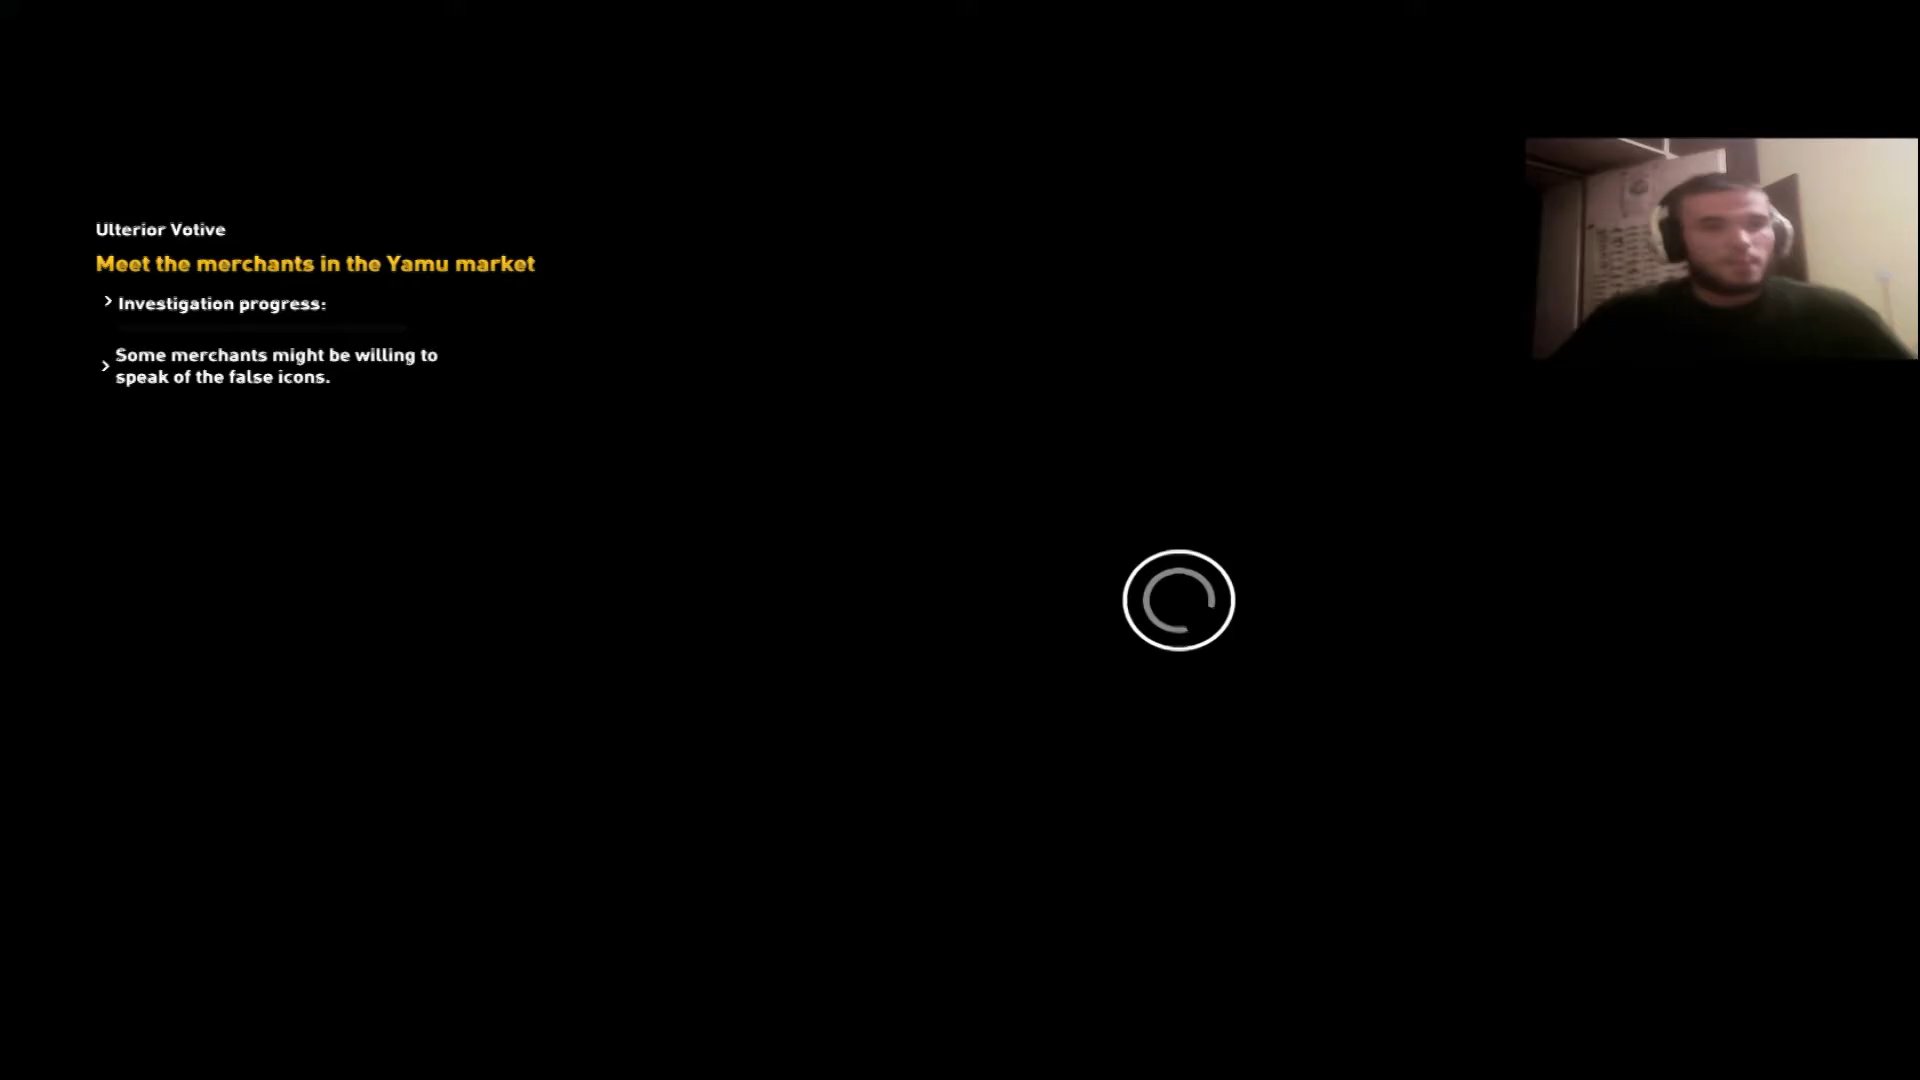 Ulterior Votive
Meet the merchants in the Yamu market
> Investigation progress:
> Some merchants might be willing to
speak of the false icons.